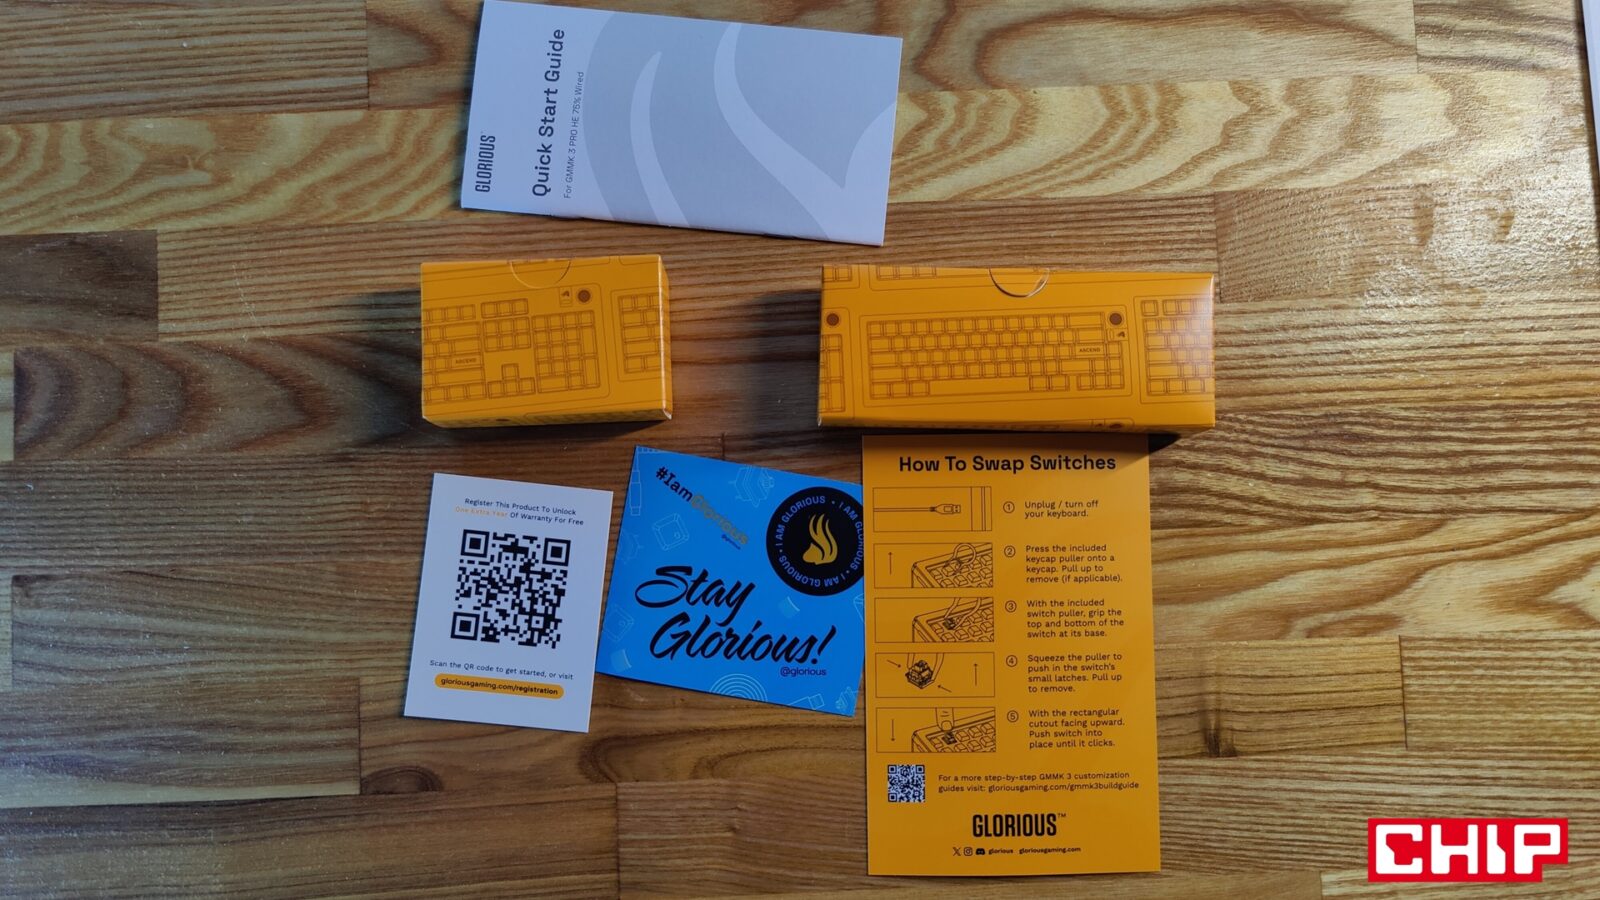 GLORIOUS
Quick Start Guide
For GMMK 3 PRO HE 75% Wired
ASCEND
ASCEND
Register This Product To Unlock
One Extra Year Of Warranty For Free
Scan the QR code to get started, or visit
gloriousgaming.com/registration
#IamGlorious
@glorious
I AM GLORIOUS • I AM GLORIOUS • I AM GLORIOUS •
Stay
Glorious!
@glorious
How To Swap Switches
1 Unplug / turn off
your keyboard.
2 Press the included
keycap puller onto a
keycap. Pull up to
remove (if applicable).
3 With the included
switch puller, grip the
top and bottom of the
switch at its base.
4 Squeeze the puller to
push in the switch's
small latches. Pull up
to remove.
5 With the rectangular
cutout facing upward.
Push switch into
place until it clicks.
For a more step-by-step GMMK 3 customization
guides visit: gloriousgaming.com/gmmk3buildguide
GLORIOUS™
glorious gloriousgaming.com
CHIP